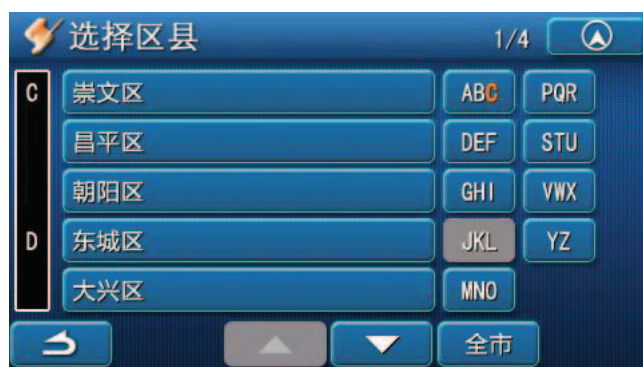 选择区县 1/4
C 崇文区 ABC PQR
昌平区 DEF STU
朝阳区 GHI VWX
D 东城区 JKL YZ
大兴区 MNO
全市